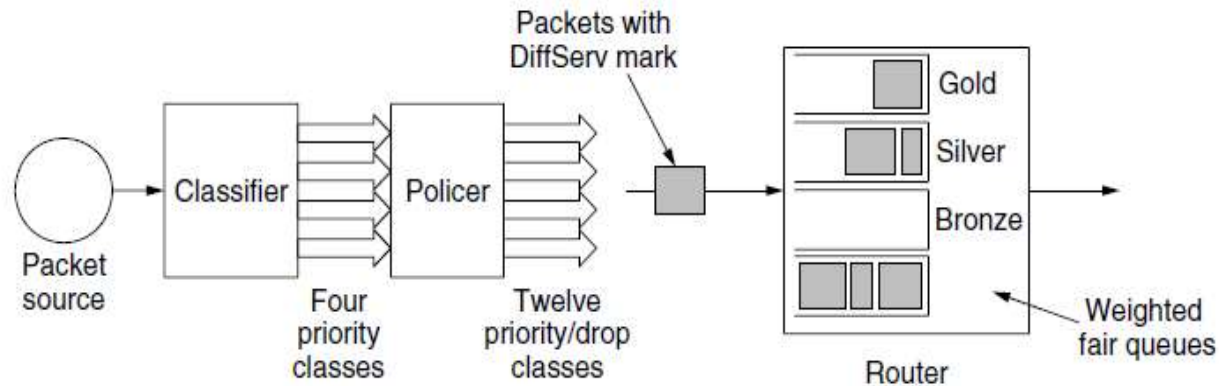 Packets with
DiffServ mark
Gold
Silver
Bronze
Classifier
Policer
Packet
source
Four
priority
classes
Twelve
priority/drop
classes
Weighted
fair queues
Router